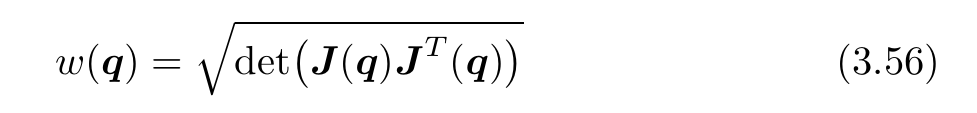 w(q) = √det(J(q)J^T(q)) (3.56)